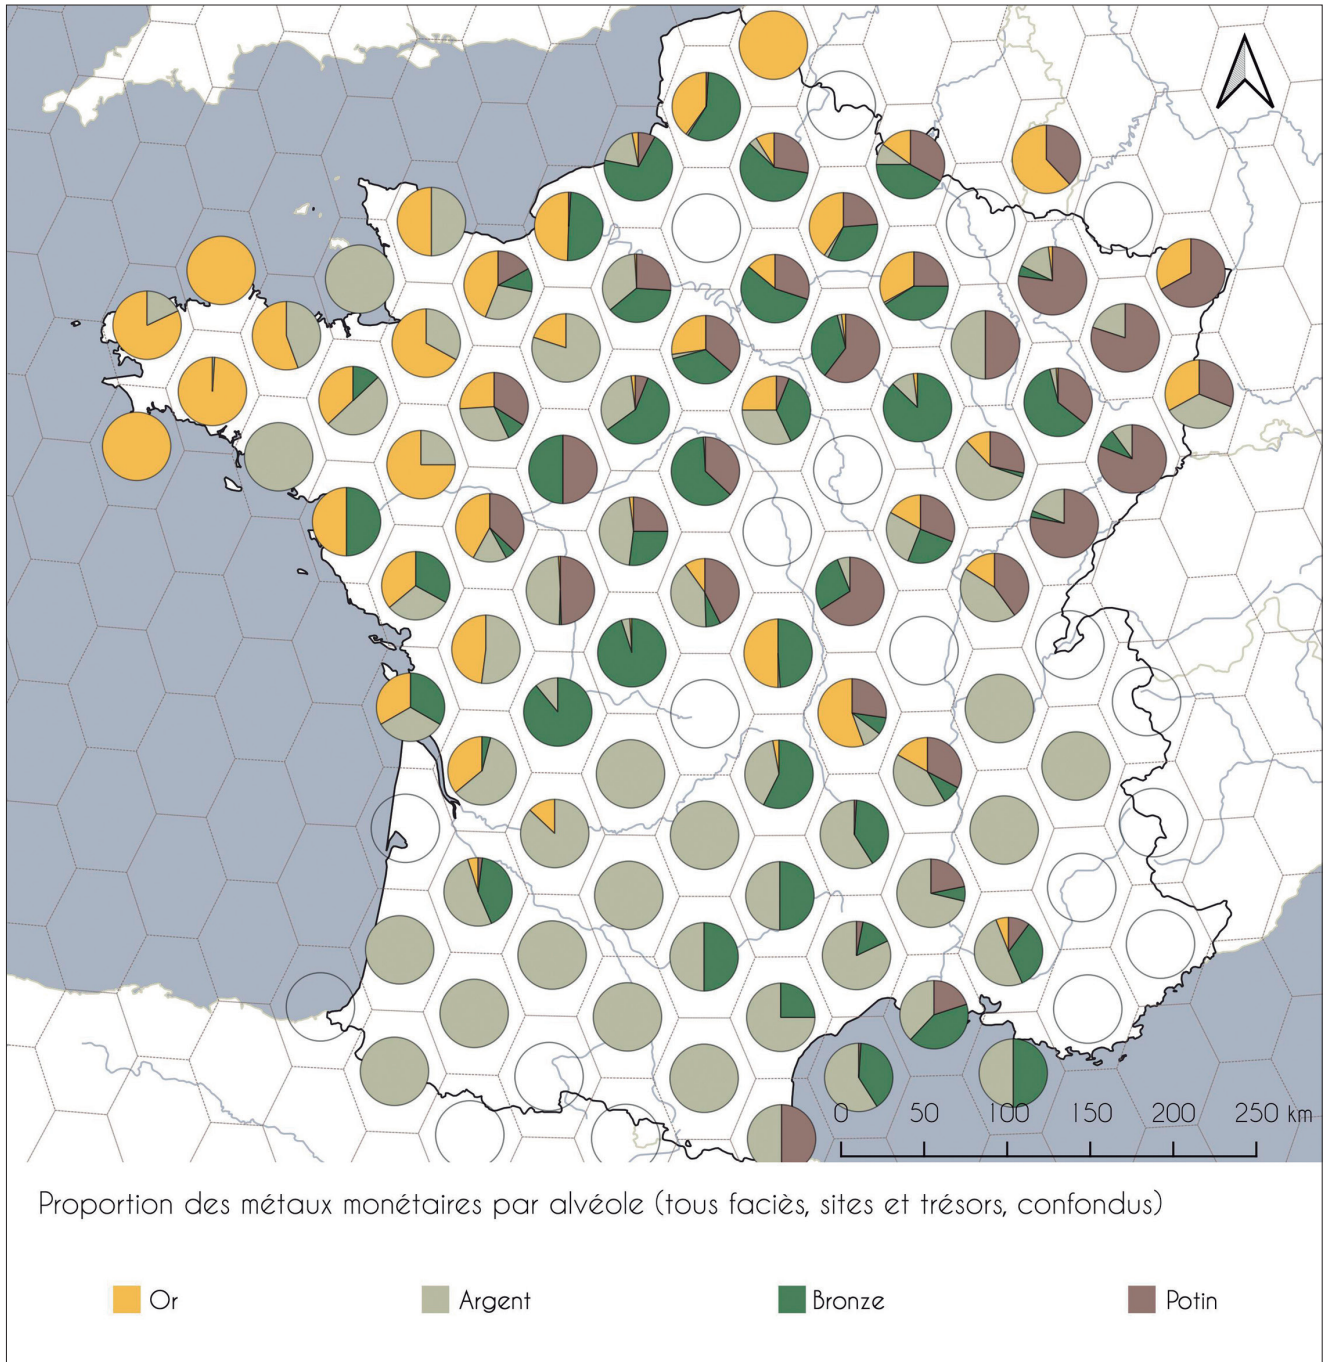 0 50 100 150 200 250 km
Proportion des métaux monétaires par alvéole (tous faciès, sites et trésors, confondus)
Or Argent Bronze Potin